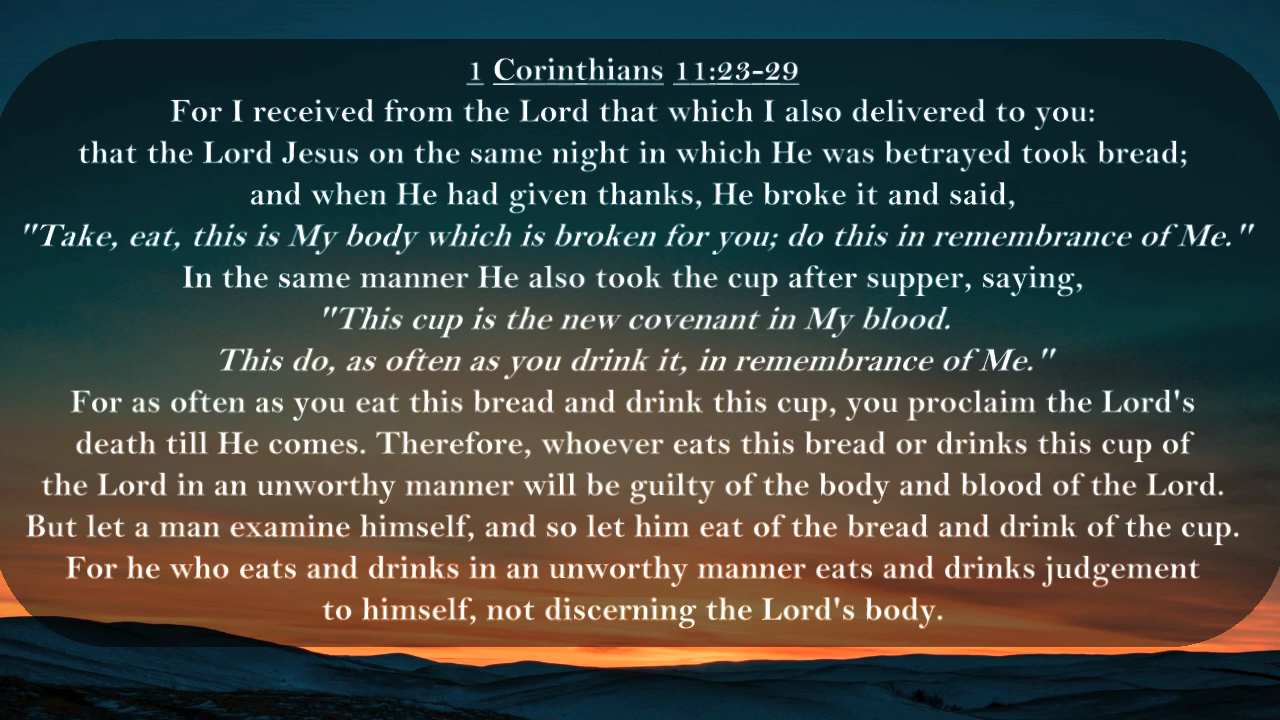 1 Corinthians 11:23-29
For I received from the Lord that which I also delivered to you:
that the Lord Jesus on the same night in which He was betrayed took bread;
and when He had given thanks, He broke it and said,
"Take, eat, this is My body which is broken for you; do this in remembrance of Me."
In the same manner He also took the cup after supper, saying,
"This cup is the new covenant in My blood.
This do, as often as you drink it, in remembrance of Me."
For as often as you eat this bread and drink this cup, you proclaim the Lord's
death till He comes. Therefore, whoever eats this bread or drinks this cup of
the Lord in an unworthy manner will be guilty of the body and blood of the Lord.
But let a man examine himself, and so let him eat of the bread and drink of the cup.
For he who eats and drinks in an unworthy manner eats and drinks judgement
to himself, not discerning the Lord's body.